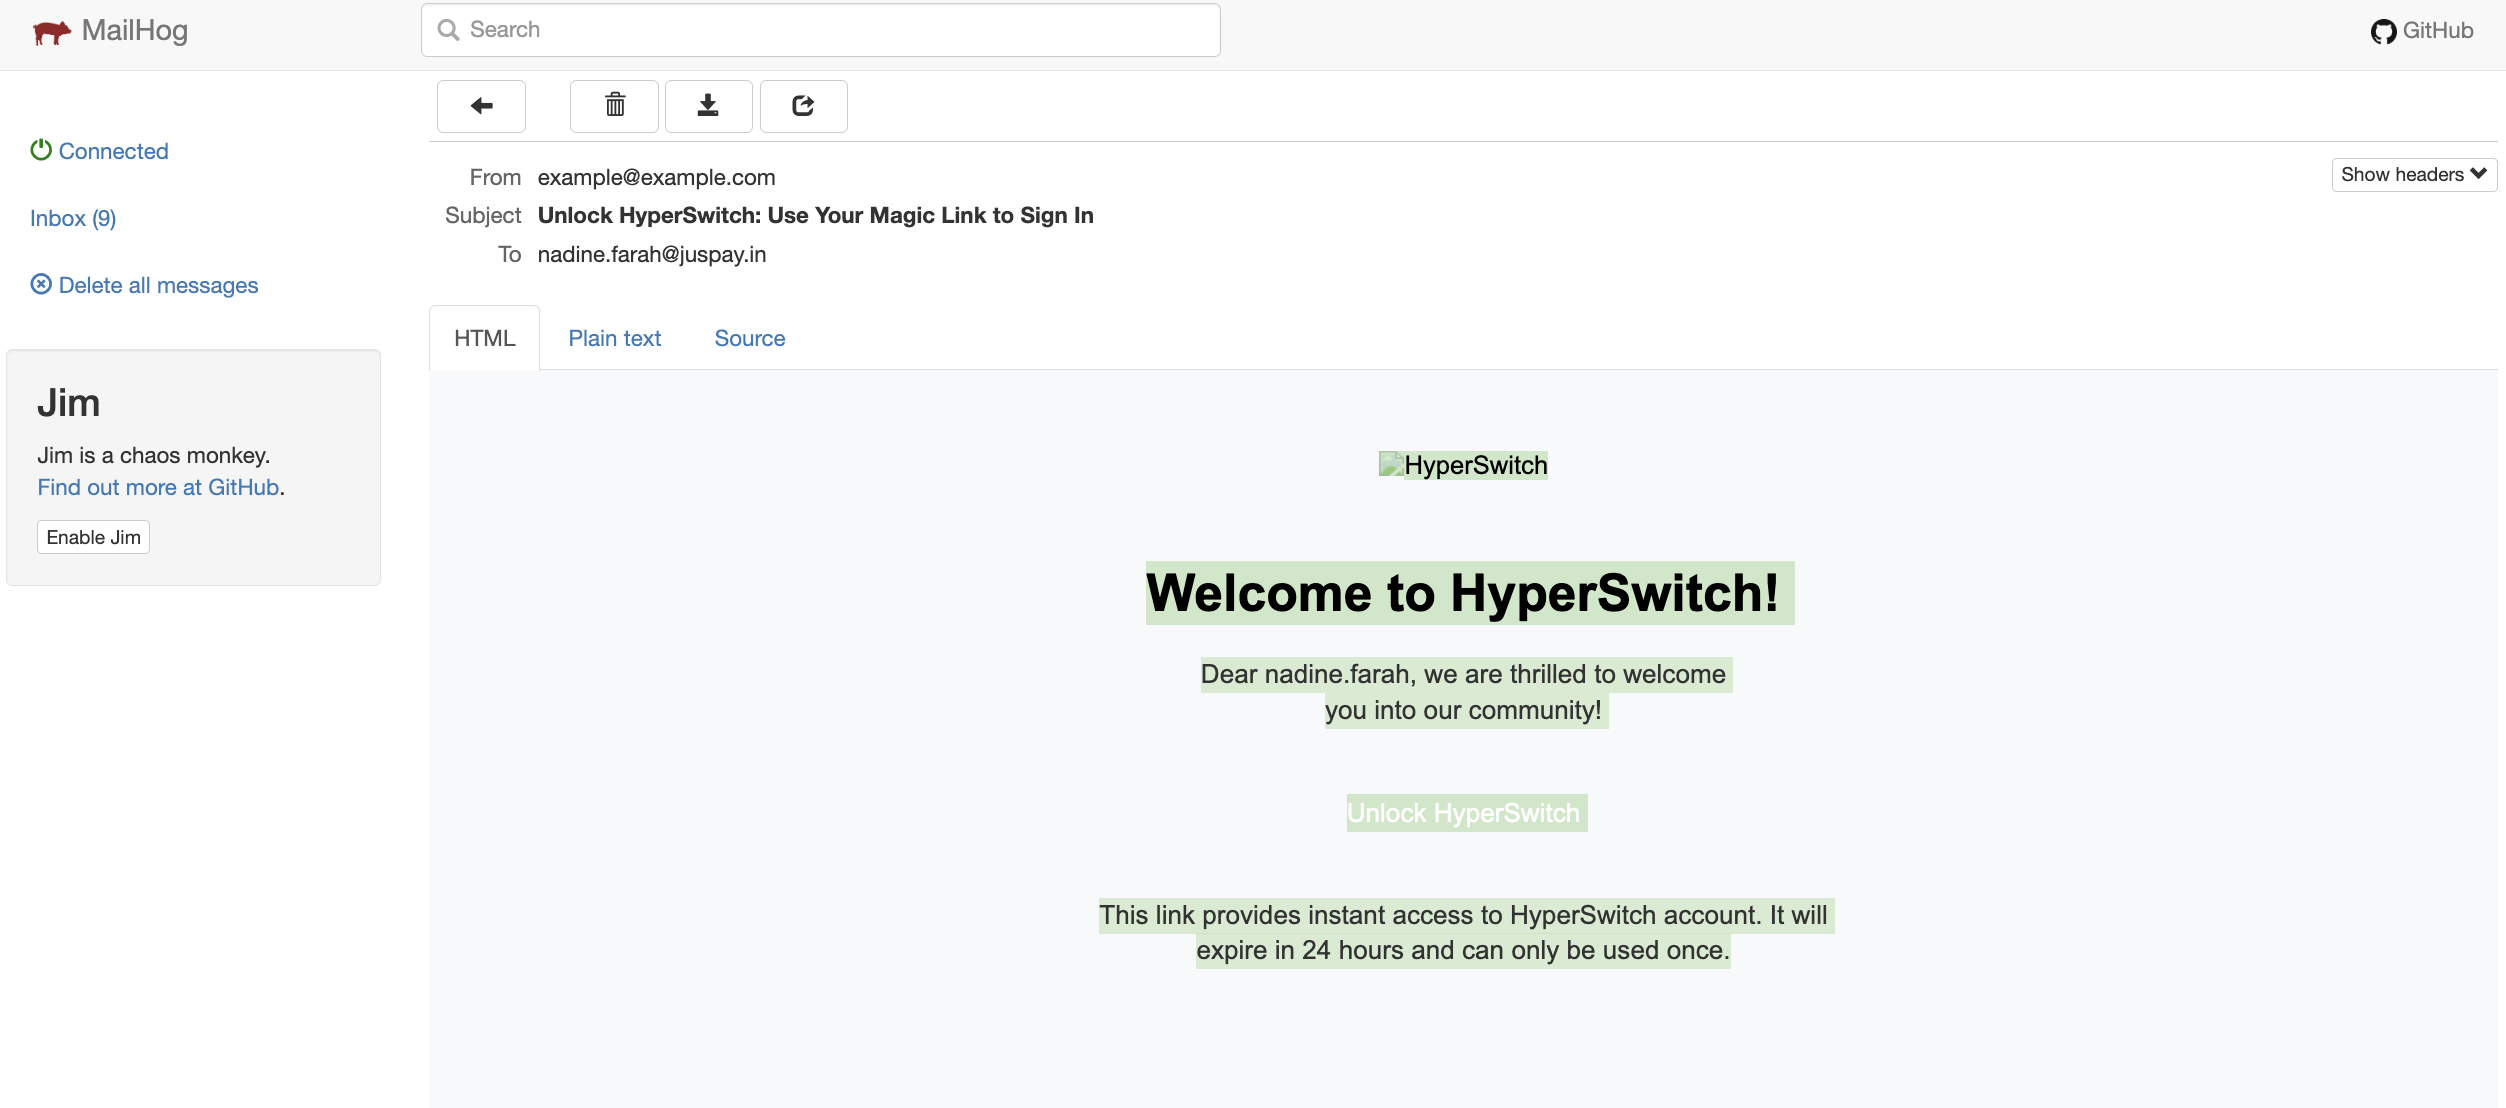 MailHog
Search
GitHub
Connected
Inbox (9)
Delete all messages
Jim
Jim is a chaos monkey.
Find out more at GitHub.
Enable Jim
From example@example.com
Show headers
Subject Unlock HyperSwitch: Use Your Magic Link to Sign In
To nadine.farah@juspay.in
HTML Plain text Source
HyperSwitch
Welcome to HyperSwitch!
Dear nadine.farah, we are thrilled to welcome
you into our community!
Unlock HyperSwitch
This link provides instant access to HyperSwitch account. It will
expire in 24 hours and can only be used once.